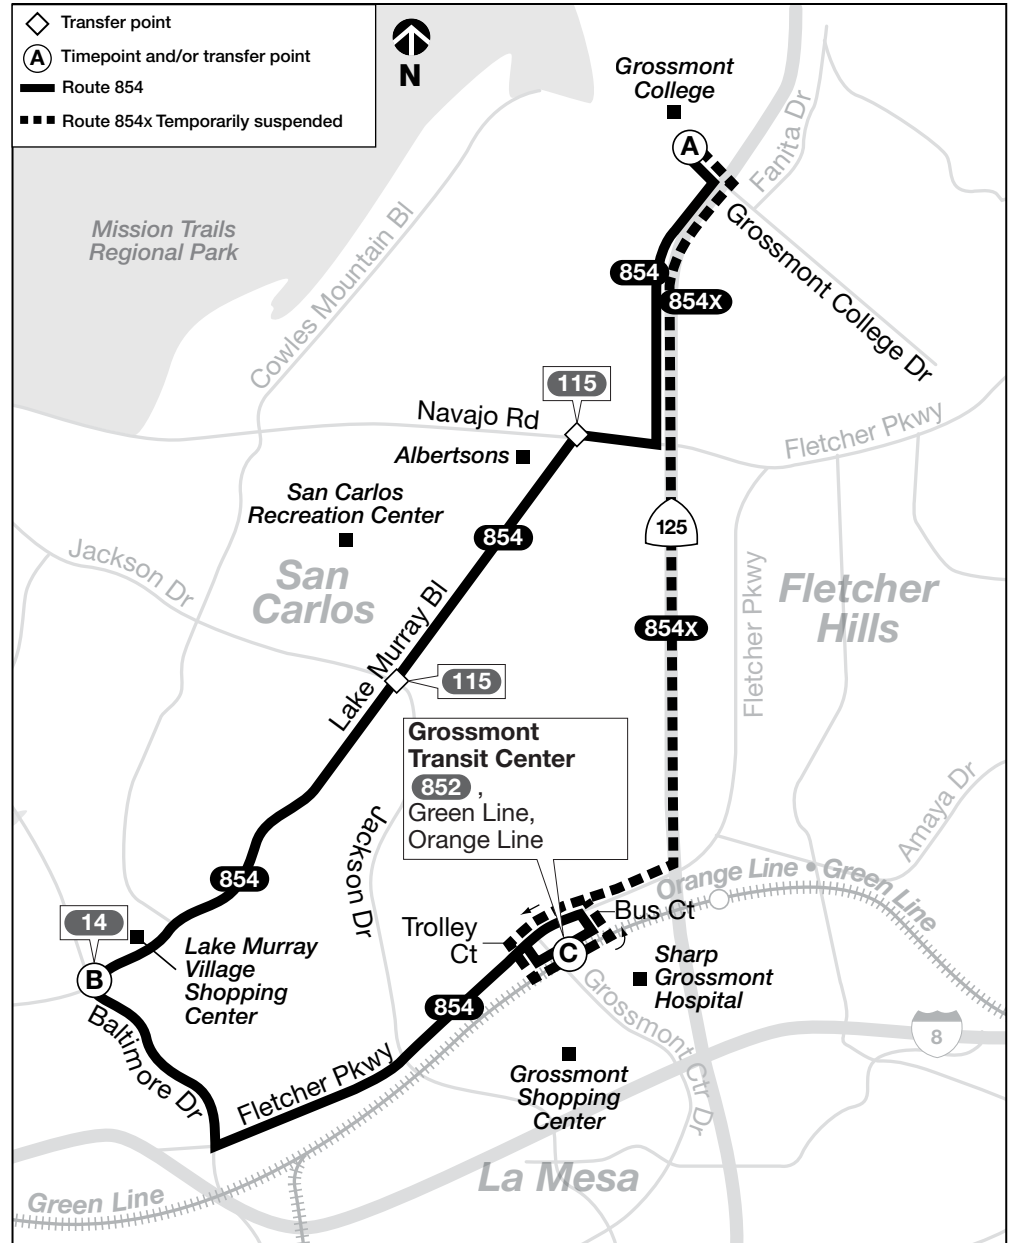 Transfer point
A
Timepoint and/or transfer point
Route 854
Route 854x Temporarily suspended
N
Grossmont
College
A
Fanita Dr
Mission Trails
Regional Park
Cowles Mountain Bl
Grossmont College Dr
854
854X
115
Navajo Rd
Fletcher Pkwy
Albertsons
San Carlos
Recreation Center
854
125
Jackson Dr
San
Carlos
Fletcher
Hills
Fletcher Pkwy
854X
Lake Murray Bl
115
Grossmont
Transit Center
852 ,
Green Line,
Orange Line
Amaya Dr
Jackson Dr
854
Orange Line • Green Line
14
Trolley
Ct
Bus Ct
Lake Murray
Village
Shopping
Center
B
C
Sharp
Grossmont
Hospital
854
Grossmont Ctr Dr
Baltimore Dr
8
Fletcher Pkwy
Grossmont
Shopping
Center
La Mesa
Green Line